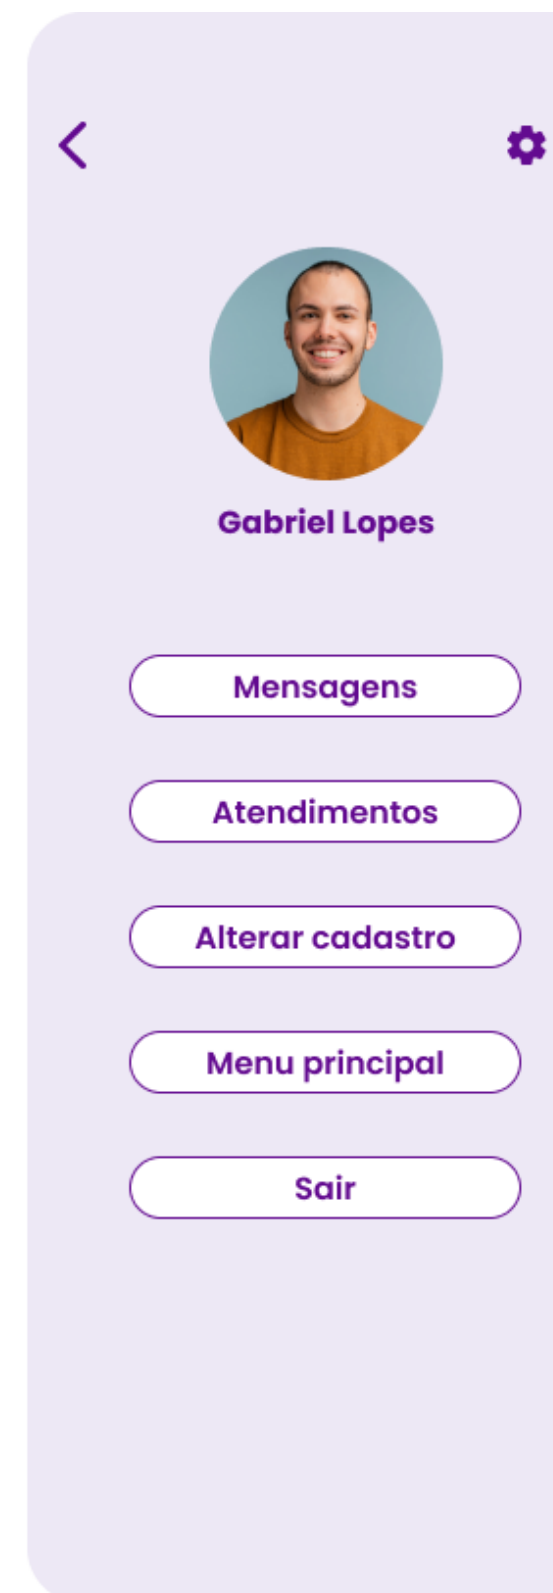 Gabriel Lopes
Mensagens
Atendimentos
Alterar cadastro
Menu principal
Sair